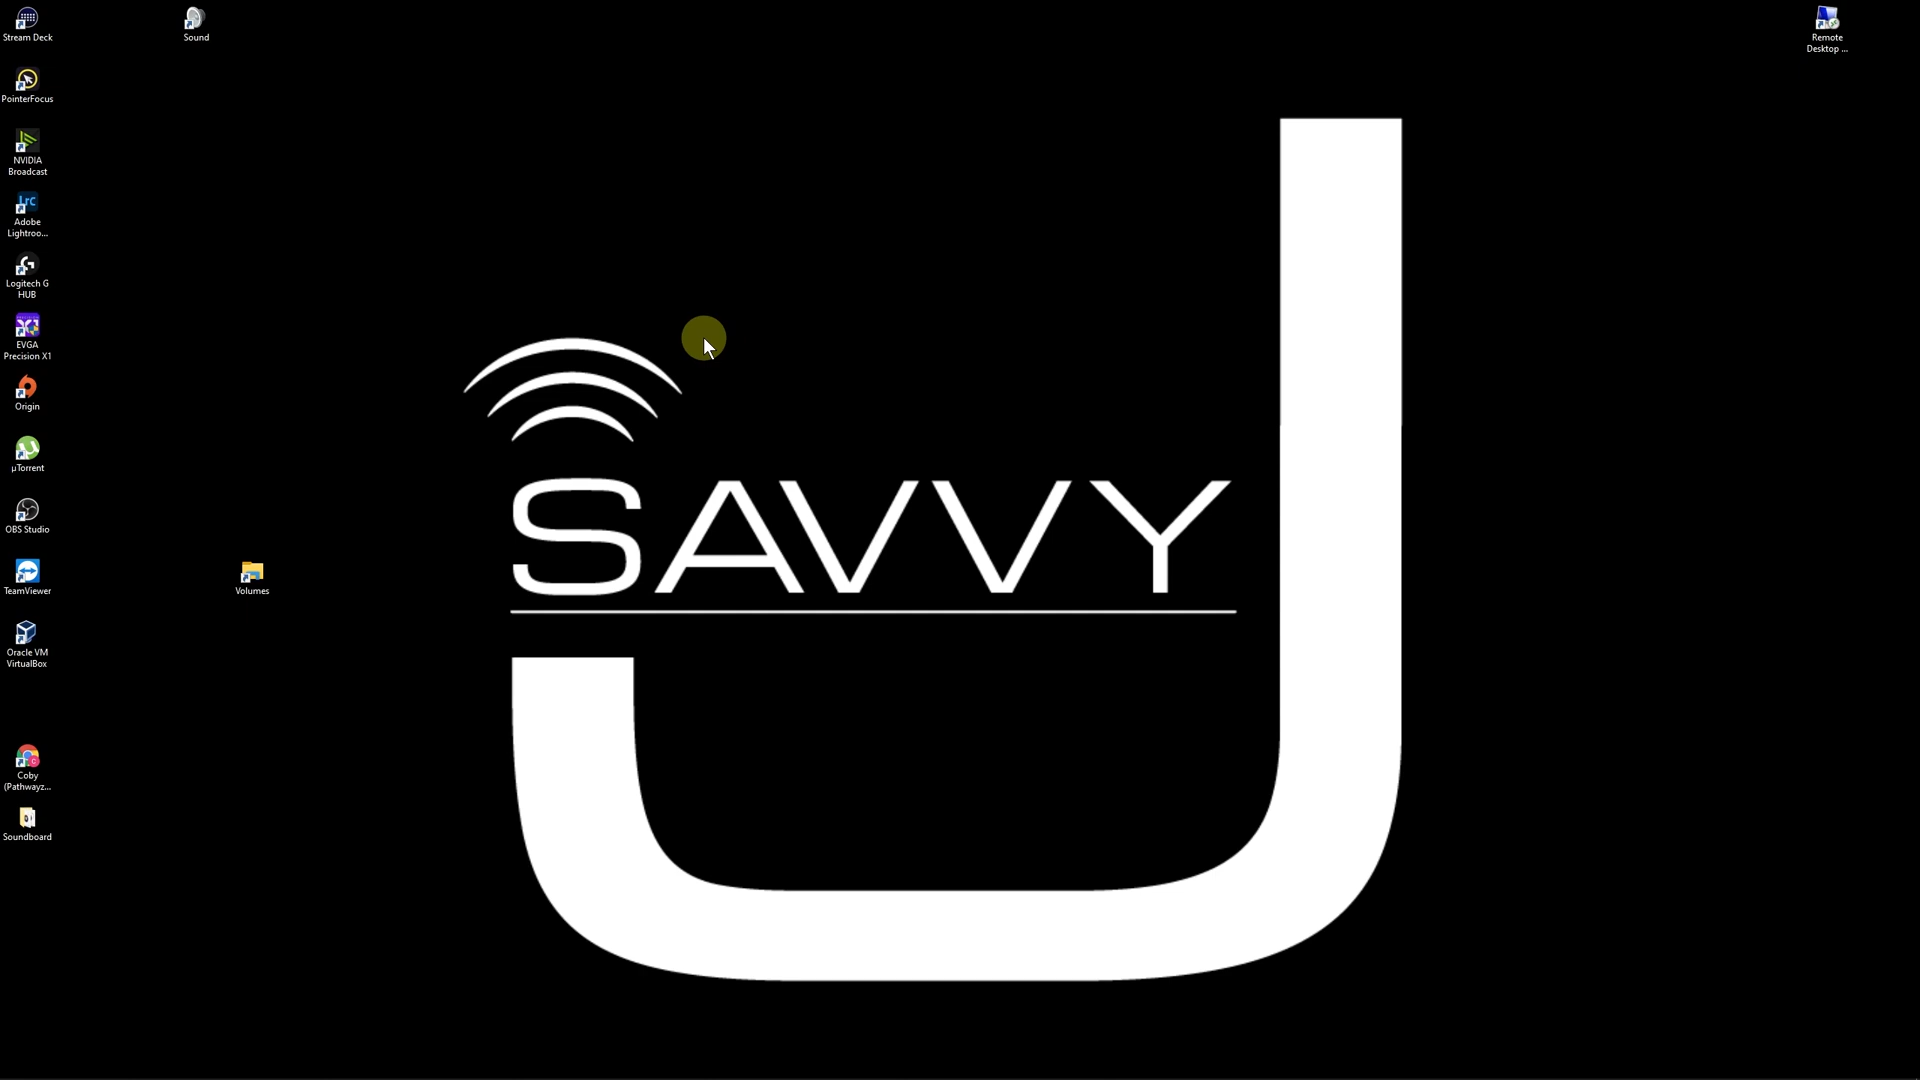 Stream Deck
Sound
Remote
Desktop ...
PointerFocus
NVIDIA
Broadcast
Adobe
Lightroo...
Logitech G
HUB
EVGA
Precision X1
Origin
µTorrent
OBS Studio
TeamViewer
Volumes
Oracle VM
VirtualBox
Coby
(Pathwayz...
Soundboard
SAVVY
J